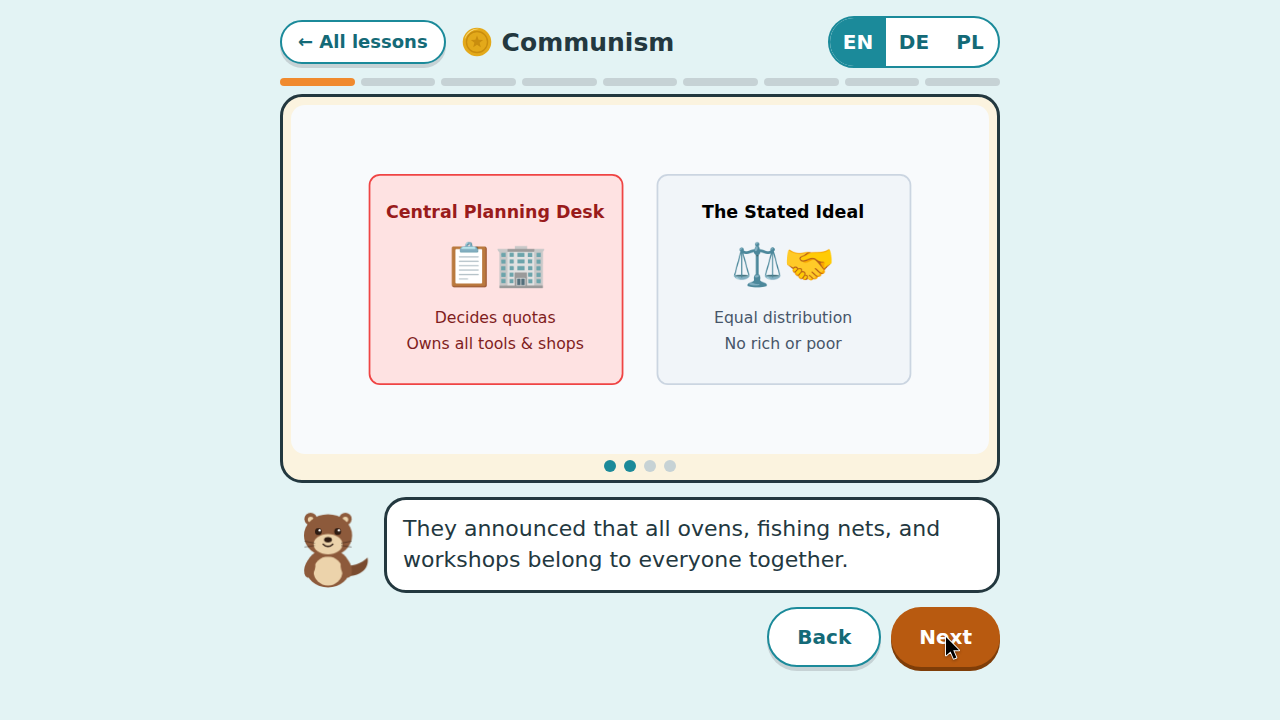 ← All lessons
Communism
EN DE PL
Central Planning Desk
Decides quotas
Owns all tools & shops
The Stated Ideal
Equal distribution
No rich or poor
They announced that all ovens, fishing nets, and
workshops belong to everyone together.
Back
Next